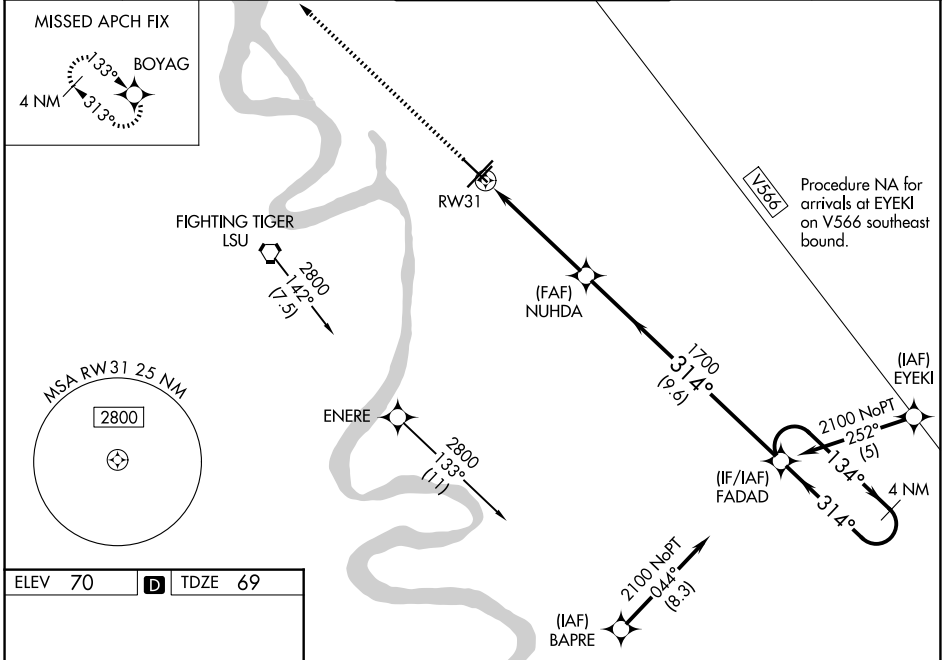 MISSED APCH FIX
133°
BOYAG
4 NM
313°
RW31
V566
Procedure NA for
arrivals at EYEKI
on V566 southeast
bound.
FIGHTING TIGER
LSU
2800
142°
(7.5)
(FAF)
NUHDA
1700
314°
(9.6)
(IAF)
EYEKI
MSA RW31 25 NM
2800
ENERE
2800
133°
(11)
2100 NoPT
252°
(5)
(IF/IAF)
FADAD
134°
4 NM
314°
2100 NoPT
044°
(8.3)
(IAF)
BAPRE
ELEV 70 D TDZE 69